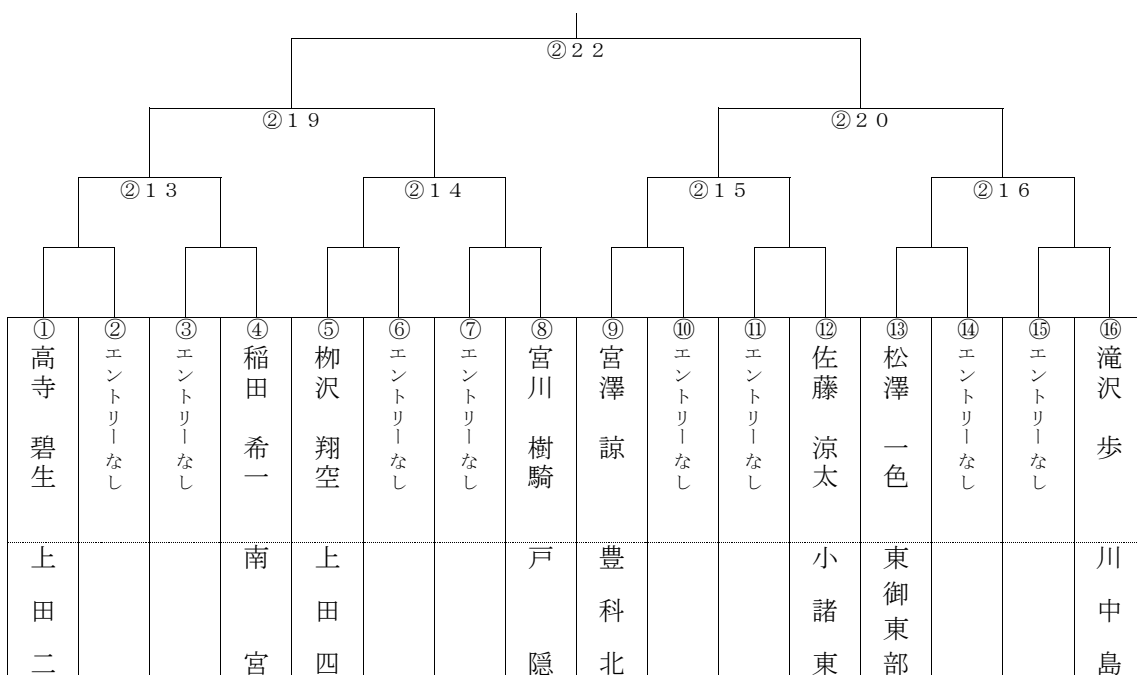 ②２２
②１９
②２０
②１３
②１４
②１５
②１６
①
高寺　碧生
上田二
②
エントリーなし
③
エントリーなし
④
稲田　希一
南宮
⑤
栁沢　翔空
上田四
⑥
エントリーなし
⑦
エントリーなし
⑧
宮川　樹騎
戸隠
⑨
宮澤　諒
豊科北
⑩
エントリーなし
⑪
エントリーなし
⑫
佐藤　涼太
小諸東
⑬
松澤　一色
東御東部
⑭
エントリーなし
⑮
エントリーなし
⑯
滝沢　歩
川中島